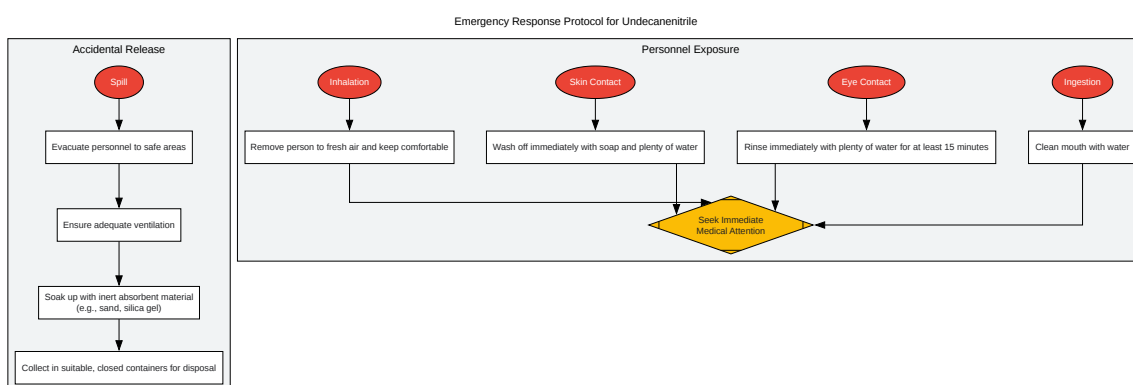 Emergency Response Protocol for Undecanenitrile
Accidental Release
Spill
Evacuate personnel to safe areas
Ensure adequate ventilation
Soak up with inert absorbent material
(e.g., sand, silica gel)
Collect in suitable, closed containers for disposal
Personnel Exposure
Inhalation
Skin Contact
Eye Contact
Ingestion
Remove person to fresh air and keep comfortable
Wash off immediately with soap and plenty of water
Rinse immediately with plenty of water for at least 15 minutes
Clean mouth with water
Seek Immediate
Medical Attention